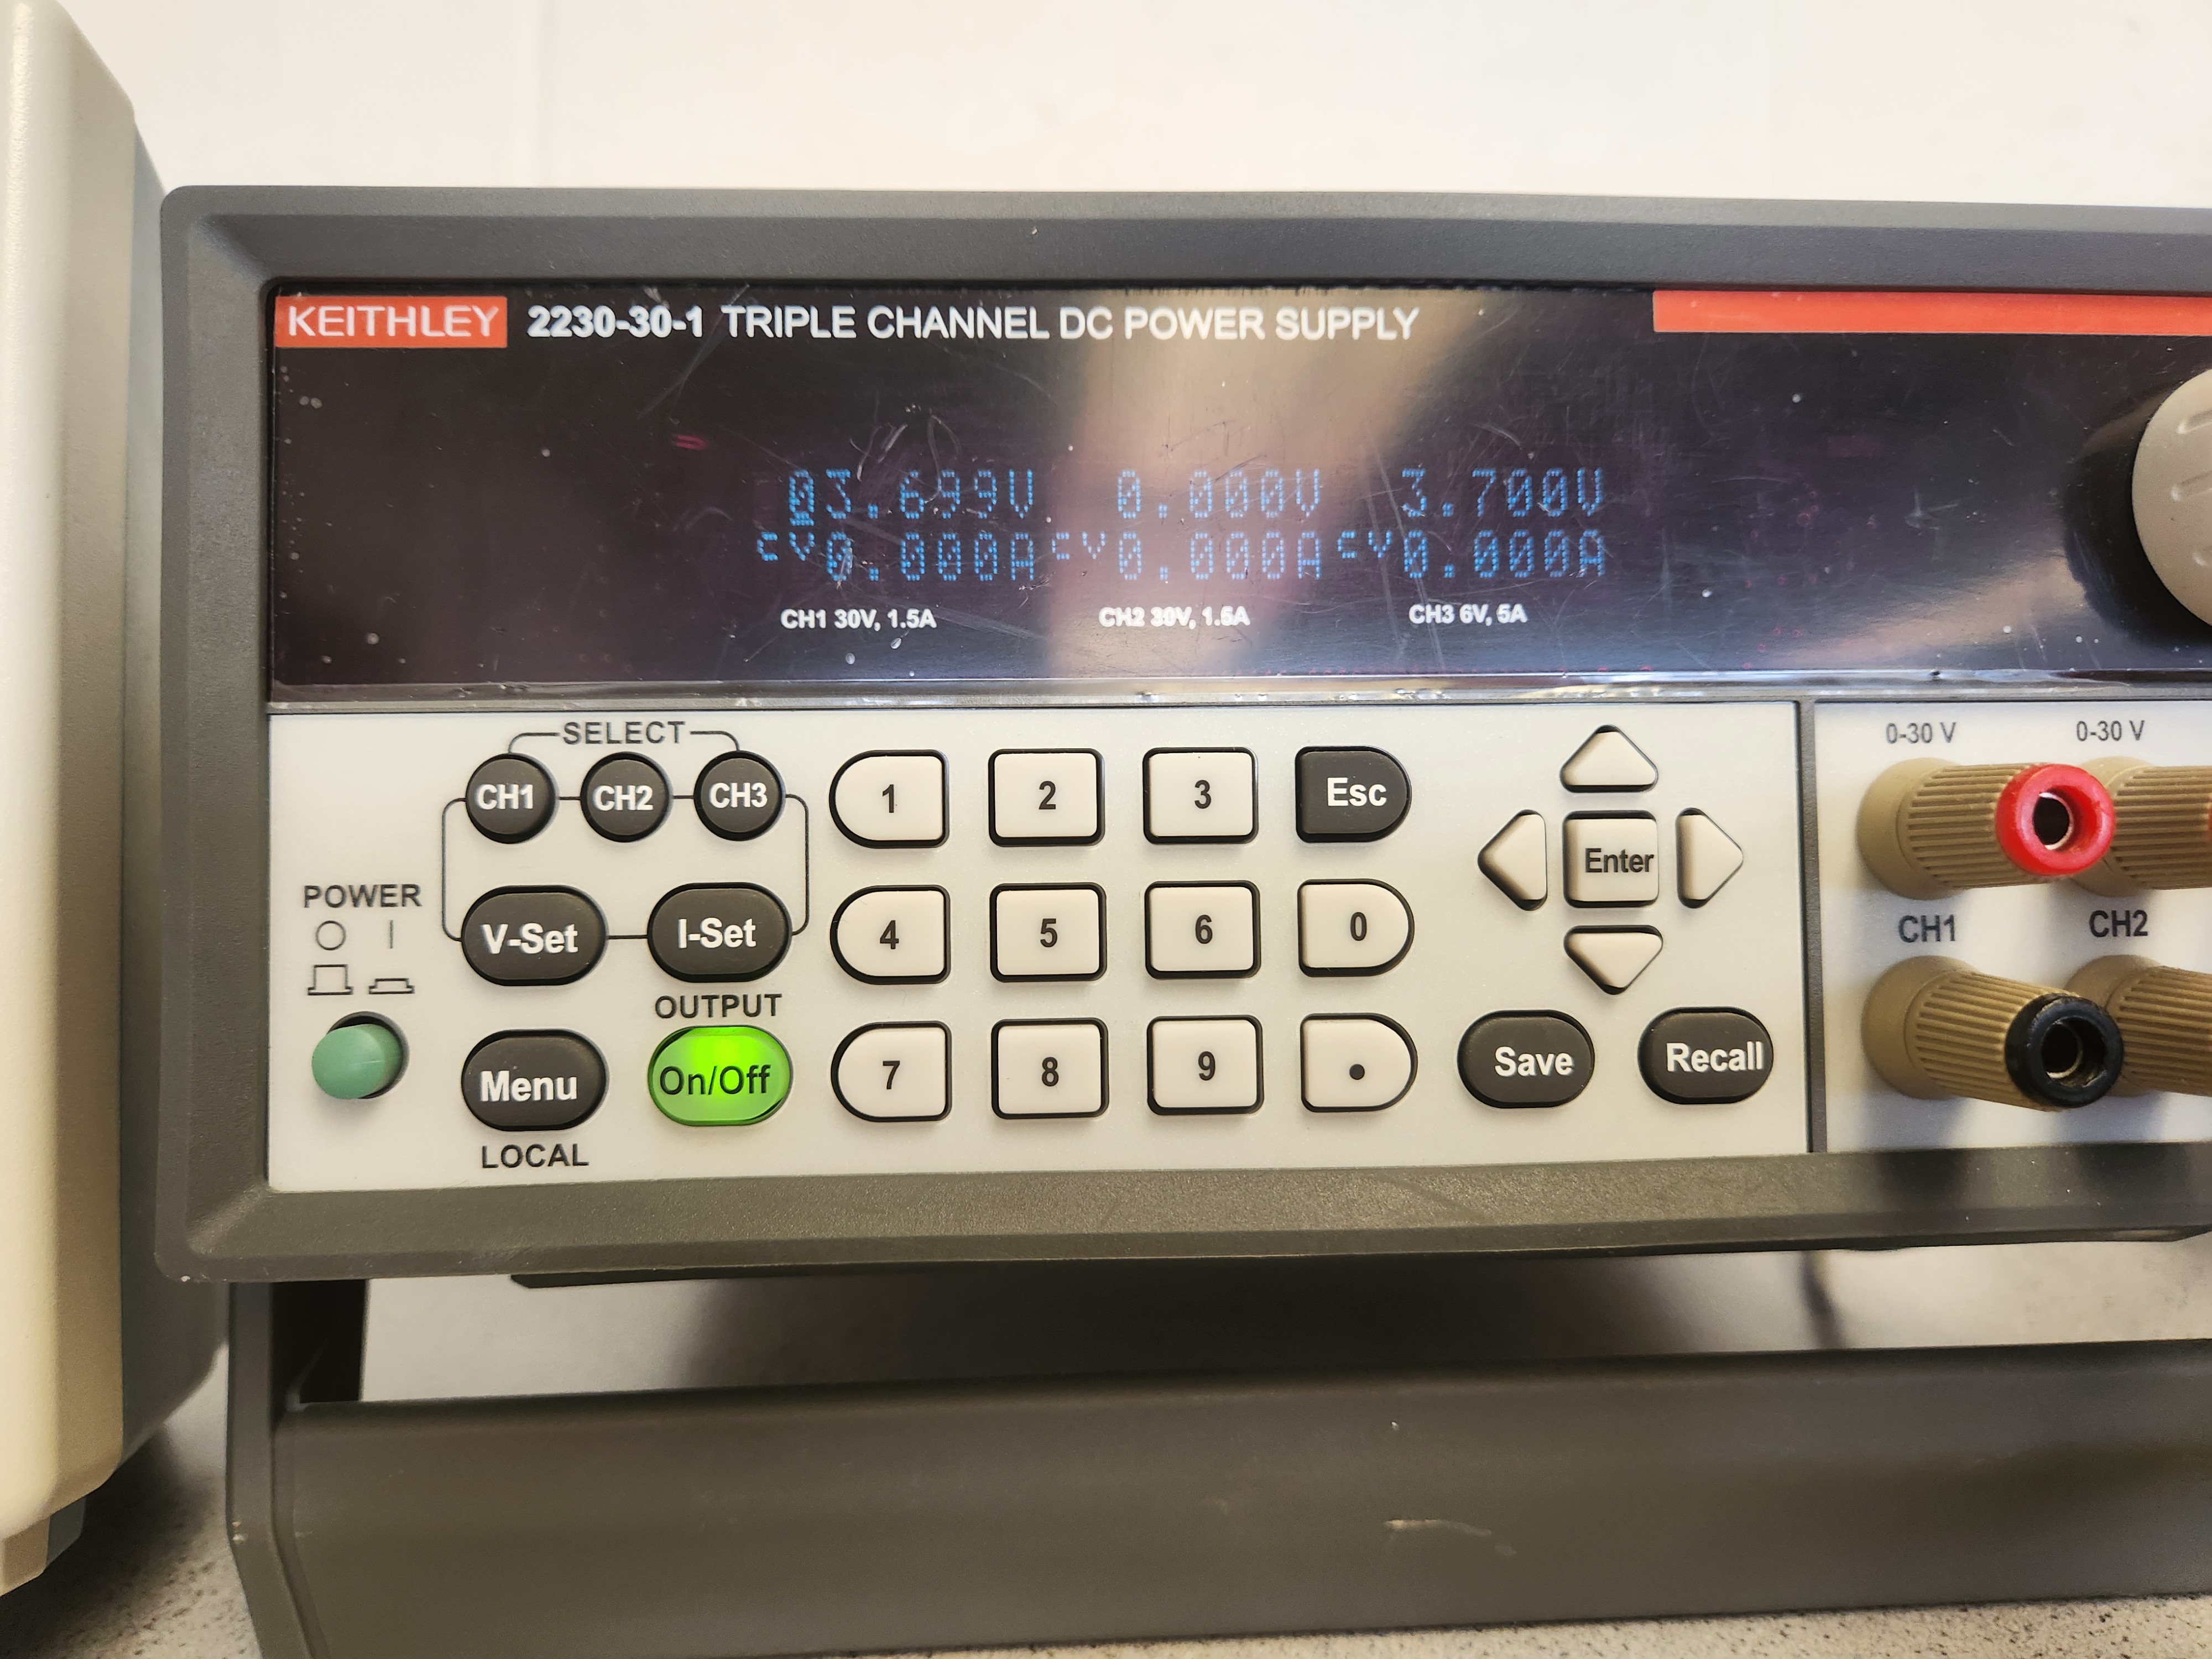 KEITHLEY 2230-30-1 TRIPLE CHANNEL DC POWER SUPPLY
03.699V 0.000V 3.700V
CV0.000A CV0.000A CV0.000A
CH1 30V, 1.5A CH2 30V, 1.5A CH3 6V, 5A
SELECT
CH1 CH2 CH3
1 2 3 Esc
POWER
V-Set I-Set
4 5 6 0
Enter
OUTPUT
Menu On/Off
7 8 9 .
Save Recall
LOCAL
0-30 V 0-30 V
CH1 CH2